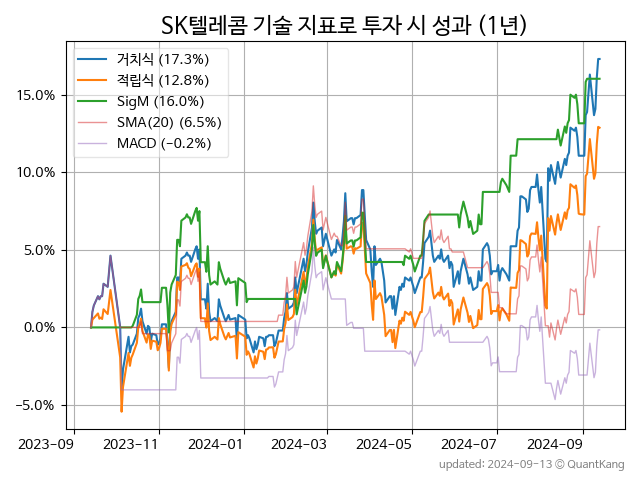 SK텔레콤 기술 지표로 투자 시 성과 (1년)
거치식 (17.3%)
적립식 (12.8%)
SigM (16.0%)
SMA(20) (6.5%)
MACD (−0.2%)
15.0%
10.0%
5.0%
0.0%
−5.0%
2023-09 2023-11 2024-01 2024-03 2024-05 2024-07 2024-09
updated: 2024-09-13 © QuantKang